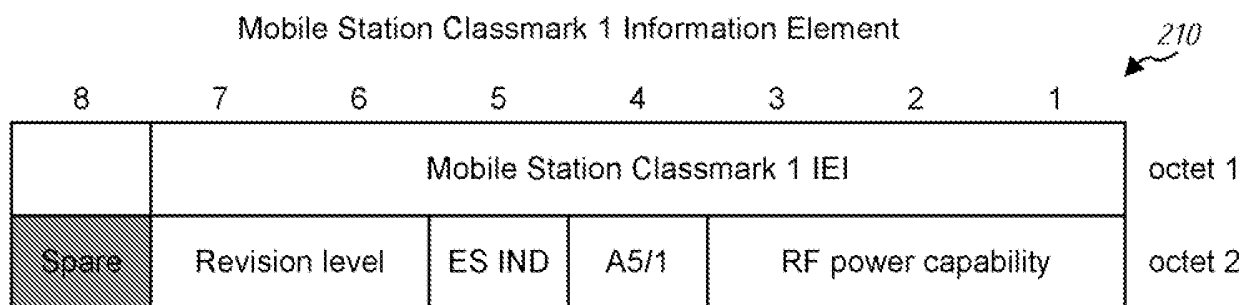 Mobile Station Classmark 1 Information Element
210
8 7 6 5 4 3 2 1
Mobile Station Classmark 1 IEI octet 1
Spare Revision level ES IND A5/1 RF power capability octet 2